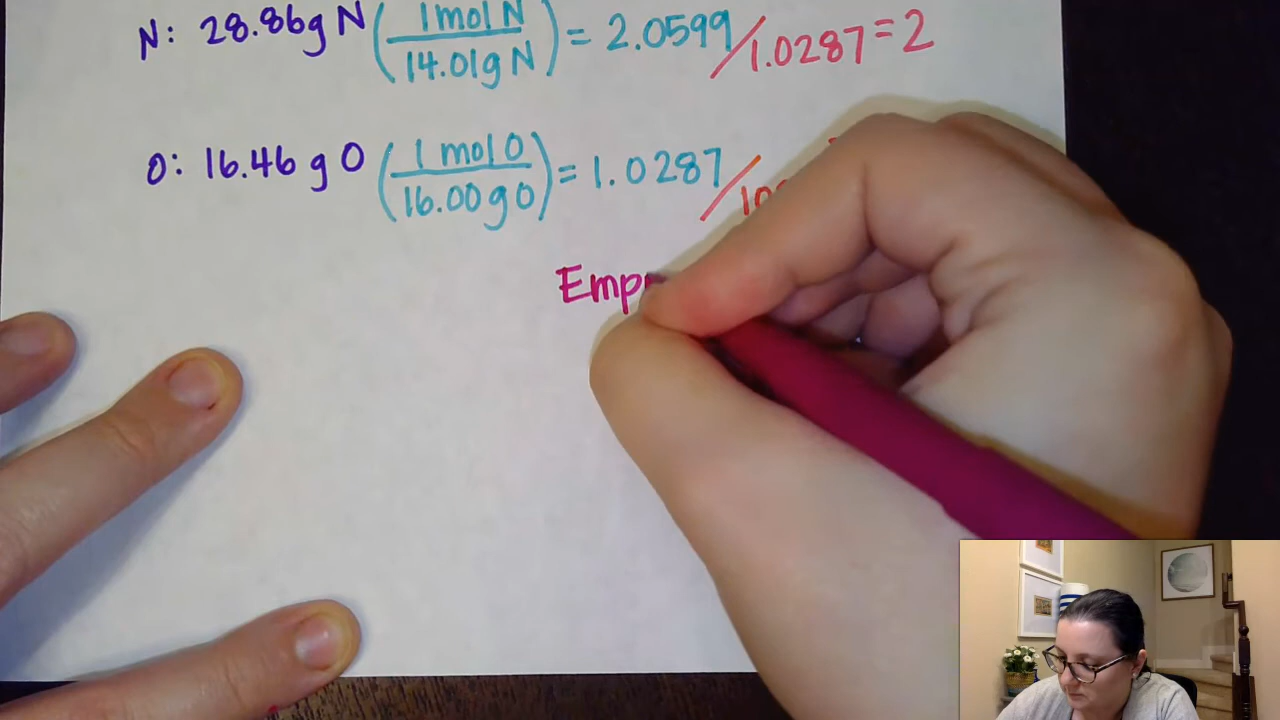 N: 28.86g N (1 mol N / 14.01g N) = 2.0599/1.0287 = 2
O: 16.46 g O (1 mol O / 16.00 g O) = 1.0287/